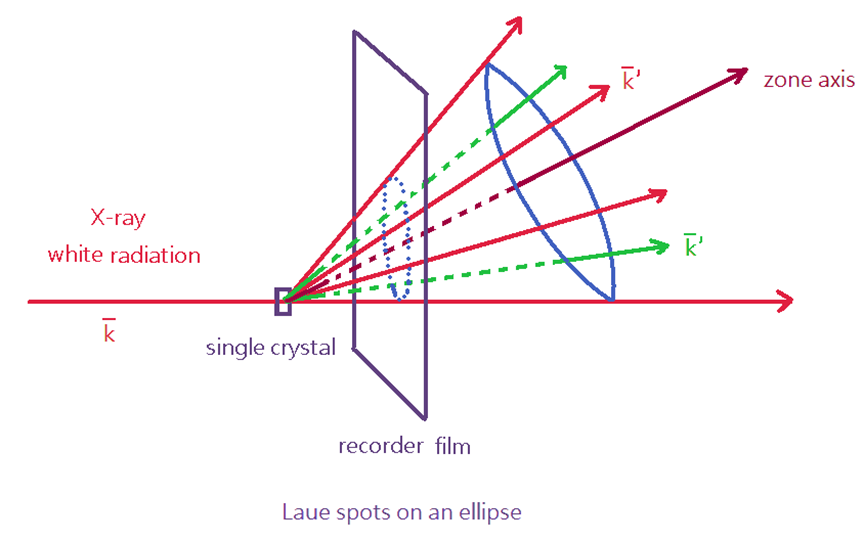 k̅'
zone axis
X-ray
white radiation
k̅'
k̅
single crystal
recorder film
Laue spots on an ellipse